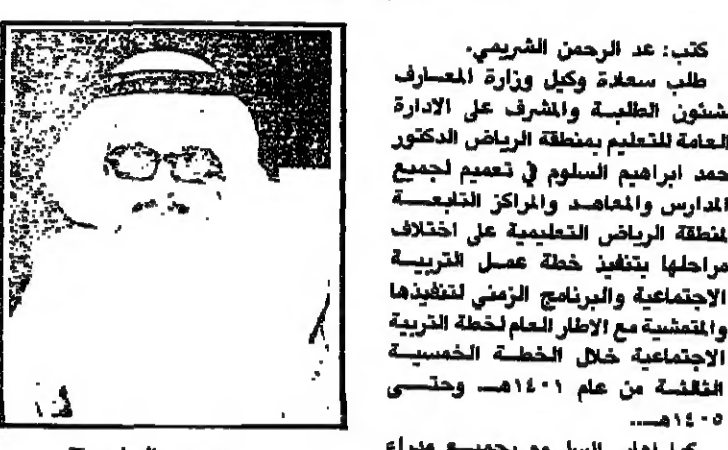 كتب: عد الرحمن الشريمي.
طلب سعادة وكيل وزارة المعارف
شئون الطلبة والمشرف على الادارة
العامة للتعليم بمنطقة الرياض الدكتور
حمد ابراهيم السلوم في تعميم لجميع
المدارس والمعاهد والمراكز التابعة
لمنطقة الرياض التعليمية على اختلاف
مراحلها بتنفيذ خطة عمل التربية
الاجتماعية والبرنامج الزمني لتنفيذها
والمتمشية مع الاطار العام لخطة التربية
الاجتماعية خلال الخطة الخمسية
الثالثة من عام ١٤٠١هـ وحتى
١٤٠٥هـ...